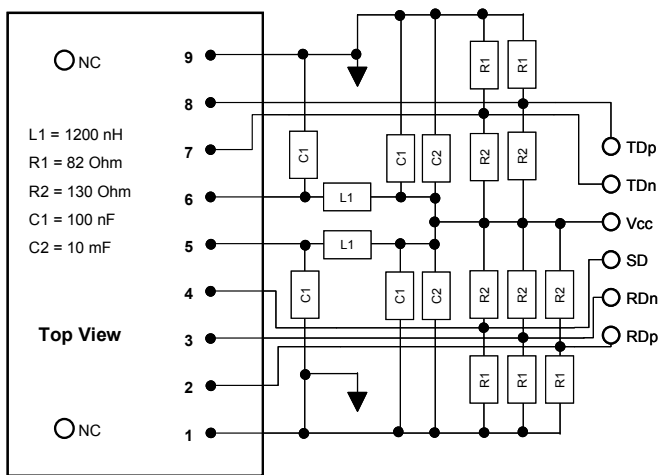 NC
L1 = 1200 nH
R1 = 82 Ohm
R2 = 130 Ohm
C1 = 100 nF
C2 = 10 mF
Top View
NC
9
8
7
6
5
4
3
2
1
R1 R1
C1 C1 C2 R2 R2
L1
L1
C1 C1 C2 R2 R2 R2
R1 R1 R1
TDp
TDn
Vcc
SD
RDn
RDp